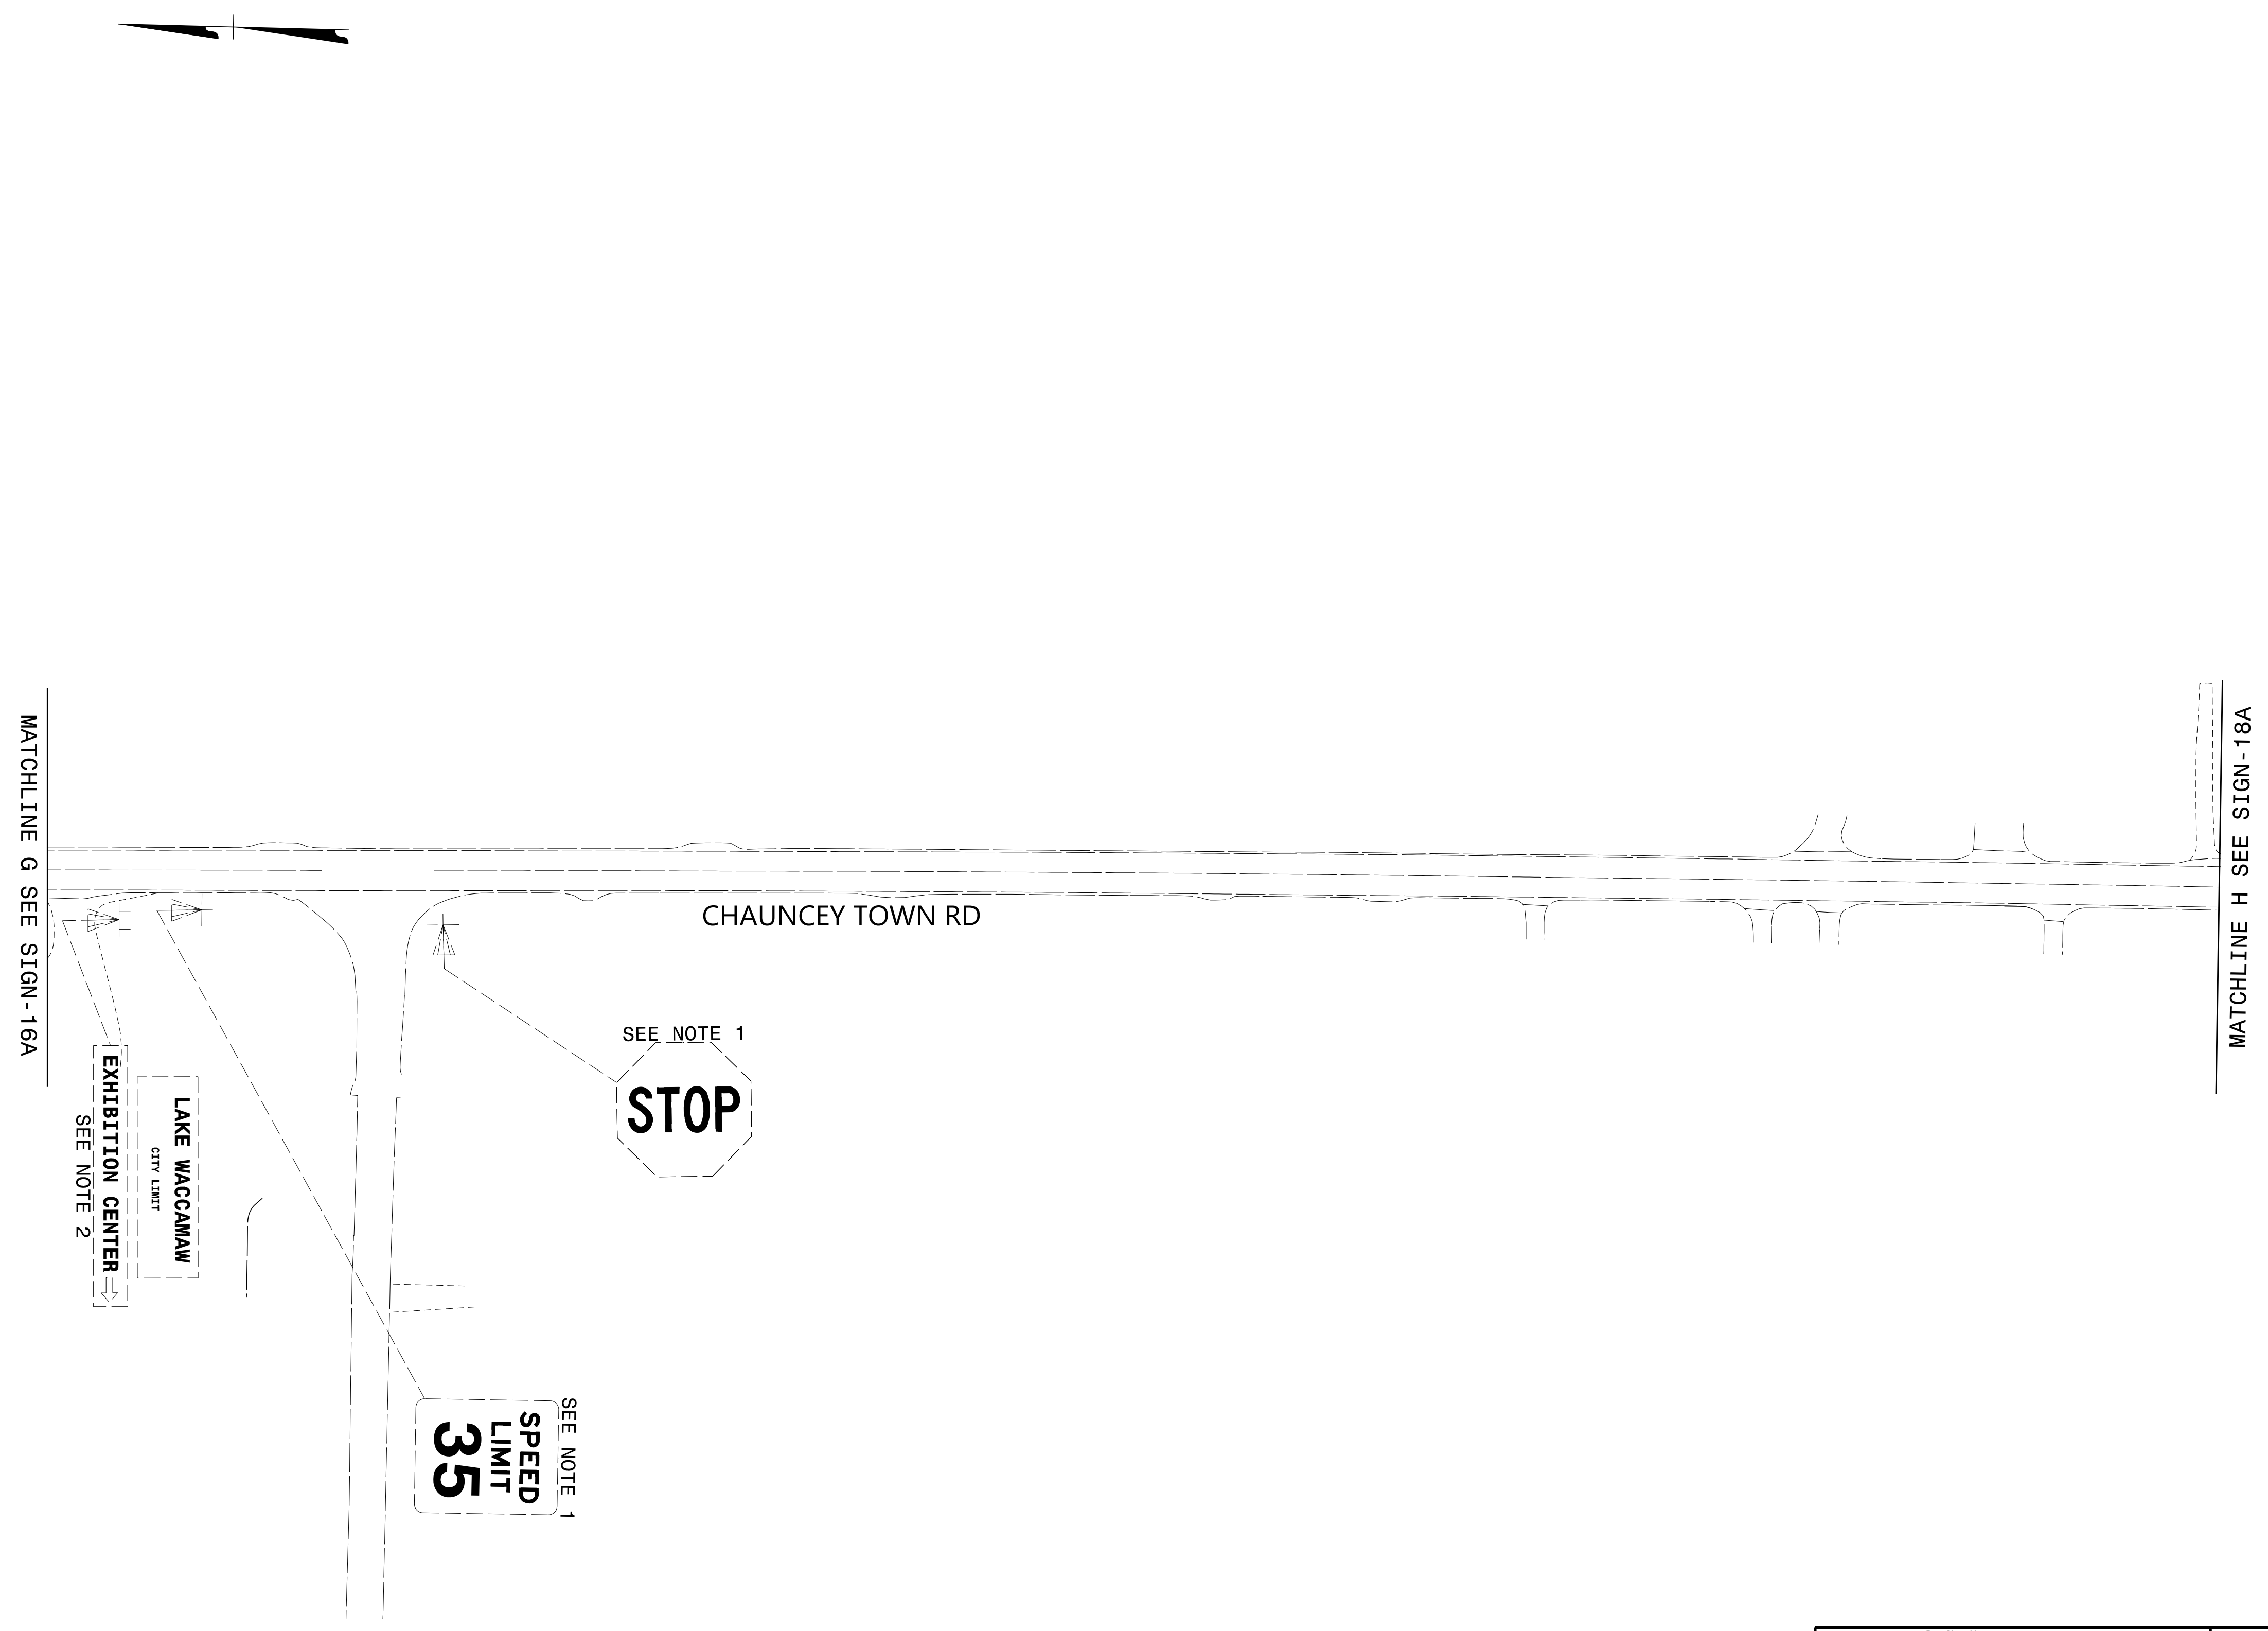 MATCHLINE G SEE SIGN-16A
MATCHLINE H SEE SIGN-18A
CHAUNCEY TOWN RD
SEE NOTE 1
STOP
LAKE WACCAMAW
CITY LIMIT
EXHIBITION CENTER
SEE NOTE 2
SEE NOTE 1
SPEED
LIMIT
35